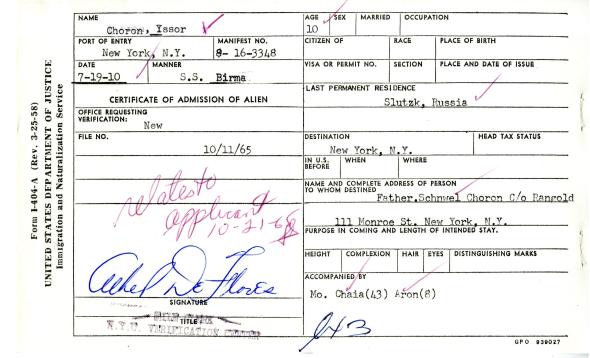 Form I-404-A (Rev. 3-25-58)
UNITED STATES DEPARTMENT OF JUSTICE
Immigration and Naturalization Service
NAME
Choron, Yssor
AGE SEX MARRIED OCCUPATION
10
PORT OF ENTRY MANIFEST NO.
New York, N.Y. 8- 16-3348
CITIZEN OF RACE PLACE OF BIRTH
DATE MANNER
7-19-10 S.S. Birma
VISA OR PERMIT NO. SECTION PLACE AND DATE OF ISSUE
CERTIFICATE OF ADMISSION OF ALIEN
LAST PERMANENT RESIDENCE
Slutzk, Russia
OFFICE REQUESTING
VERIFICATION:
New
FILE NO.
10/11/65
DESTINATION HEAD TAX STATUS
New York, N.Y.
IN U.S. BEFORE WHEN WHERE
NAME AND COMPLETE ADDRESS OF PERSON
TO WHOM DESTINED
Father.Schmwel Choron C/o Rangold
111 Monroe St. New York, N.Y.
PURPOSE IN COMING AND LENGTH OF INTENDED STAY.
relates to
applicant
10-21-65
HEIGHT COMPLEXION HAIR EYES DISTINGUISHING MARKS
ACCOMPANIED BY
Mo. Chaia(43) Aron(8)
Ethel De Flores
SIGNATURE
TITLE
N.Y.C. VERIFICATION CENTER
GPO 939027